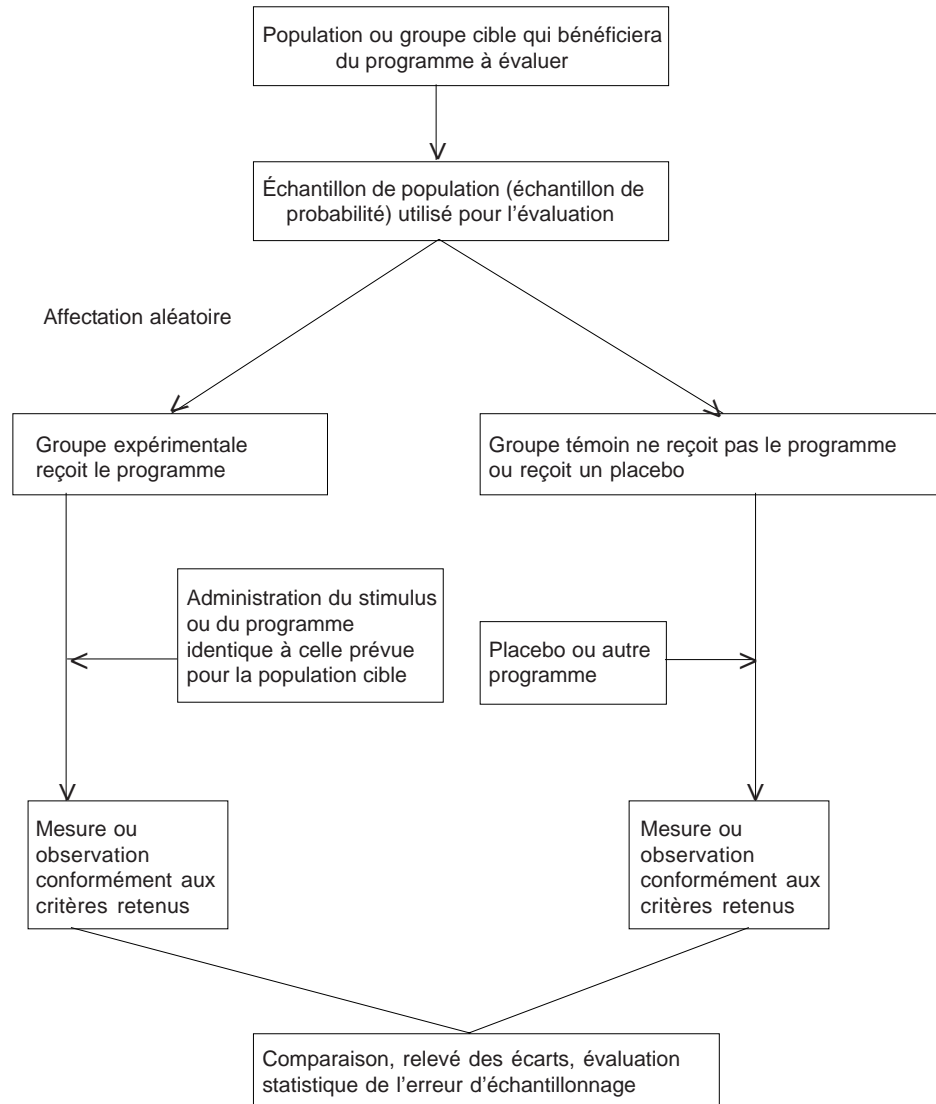 Population ou groupe cible qui bénéficiera
du programme à évaluer
Échantillon de population (échantillon de
probabilité) utilisé pour l'évaluation
Affectation aléatoire
Groupe expérimentale
reçoit le programme
Groupe témoin ne reçoit pas le programme
ou reçoit un placebo
Administration du stimulus
ou du programme
identique à celle prévue
pour la population cible
Placebo ou autre
programme
Mesure ou
observation
conformément aux
critères retenus
Mesure ou
observation
conformément aux
critères retenus
Comparaison, relevé des écarts, évaluation
statistique de l'erreur d'échantillonnage